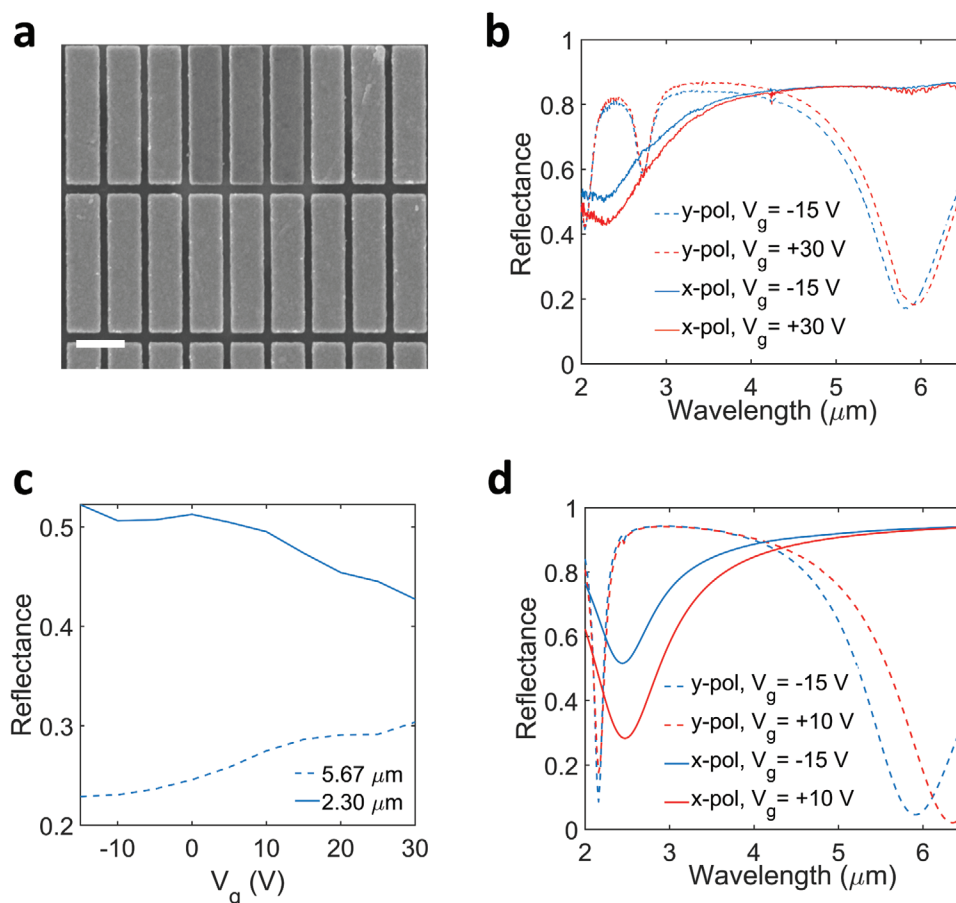 a
b
1
0.8
0.6
0.4
0.2
0
Reflectance
y-pol, V_g= -15 V
y-pol, V_g= +30 V
x-pol, V_g= -15 V
x-pol, V_g= +30 V
2 3 4 5 6
Wavelength (μm)
c
0.5
0.4
0.3
0.2
Reflectance
5.67 μm
2.30 μm
-10 0 10 20 30
V_g (V)
d
1
0.8
0.6
0.4
0.2
0
Reflectance
y-pol, V_g= -15 V
y-pol, V_g= +10 V
x-pol, V_g= -15 V
x-pol, V_g= +10 V
2 3 4 5 6
Wavelength (μm)